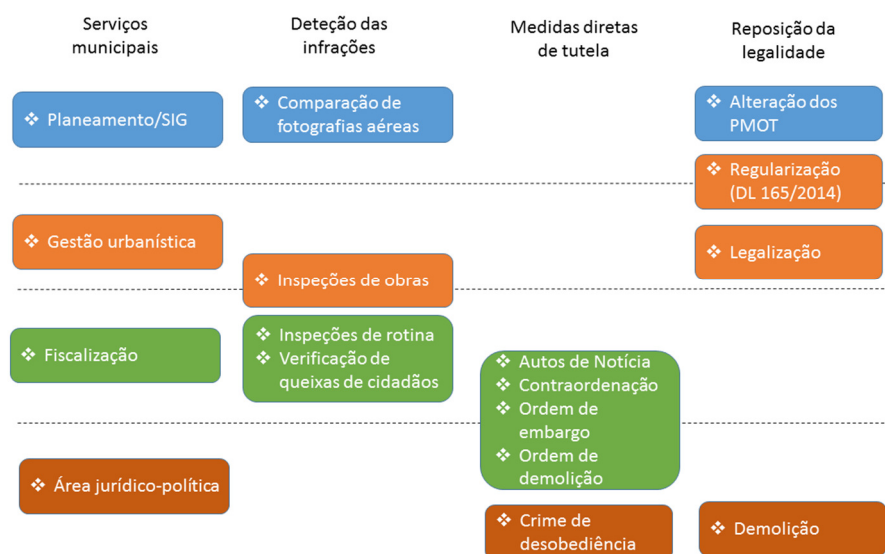 Serviços
municipais
Deteção das
infrações
Medidas diretas
de tutela
Reposição da
legalidade
❖ Planeamento/SIG
❖ Comparação de
fotografias aéreas
❖ Alteração dos
PMOT
❖ Regularização
(DL 165/2014)
❖ Gestão urbanística
❖ Legalização
❖ Inspeções de obras
❖ Fiscalização
❖ Inspeções de rotina
❖ Verificação de
queixas de cidadãos
❖ Autos de Notícia
❖ Contraordenação
❖ Ordem de
embargo
❖ Ordem de
demolição
❖ Área jurídico-política
❖ Crime de
desobediência
❖ Demolição